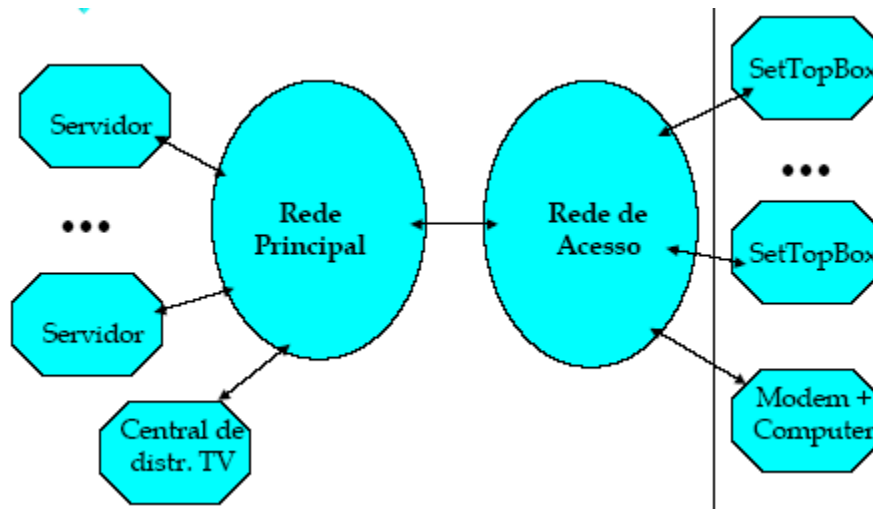 Servidor
Servidor
Central de
distr. TV
Rede
Principal
Rede de
Acesso
SetTopBox
SetTopBox
Modem +
Computer